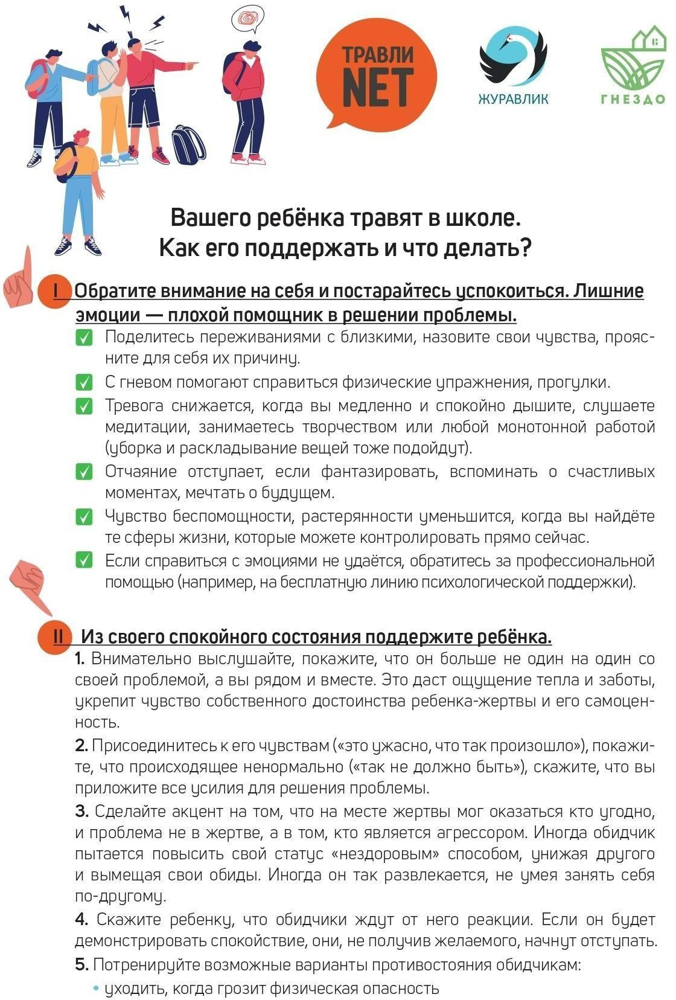 ТРАВЛИ
NET
ЖУРАВЛИК
ГНЕЗДО
Вашего ребёнка травят в школе.
Как его поддержать и что делать?
I Обратите внимание на себя и постарайтесь успокоиться. Лишние
эмоции — плохой помощник в решении проблемы.
Поделитесь переживаниями с близкими, назовите свои чувства, прояс-
ните для себя их причину.
С гневом помогают справиться физические упражнения, прогулки.
Тревога снижается, когда вы медленно и спокойно дышите, слушаете
медитации, занимаетесь творчеством или любой монотонной работой
(уборка и раскладывание вещей тоже подойдут).
Отчаяние отступает, если фантазировать, вспоминать о счастливых
моментах, мечтать о будущем.
Чувство беспомощности, растерянности уменьшится, когда вы найдёте
те сферы жизни, которые можете контролировать прямо сейчас.
Если справиться с эмоциями не удаётся, обратитесь за профессиональной
помощью (например, на бесплатную линию психологической поддержки).
II Из своего спокойного состояния поддержите ребёнка.
1. Внимательно выслушайте, покажите, что он больше не один на один со
своей проблемой, а вы рядом и вместе. Это даст ощущение тепла и заботы,
укрепит чувство собственного достоинства ребенка-жертвы и его самоцен-
ность.
2. Присоединитесь к его чувствам («это ужасно, что так произошло»), покажи-
те, что происходящее ненормально («так не должно быть»), скажите, что вы
приложите все усилия для решения проблемы.
3. Сделайте акцент на том, что на месте жертвы мог оказаться кто угодно,
и проблема не в жертве, а в том, кто является агрессором. Иногда обидчик
пытается повысить свой статус «нездоровым» способом, унижая другого
и вымещая свои обиды. Иногда он так развлекается, не умея занять себя
по-другому.
4. Скажите ребенку, что обидчики ждут от него реакции. Если он будет
демонстрировать спокойствие, они, не получив желаемого, начнут отступать.
5. Потренируйте возможные варианты противостояния обидчикам:
• уходить, когда грозит физическая опасность